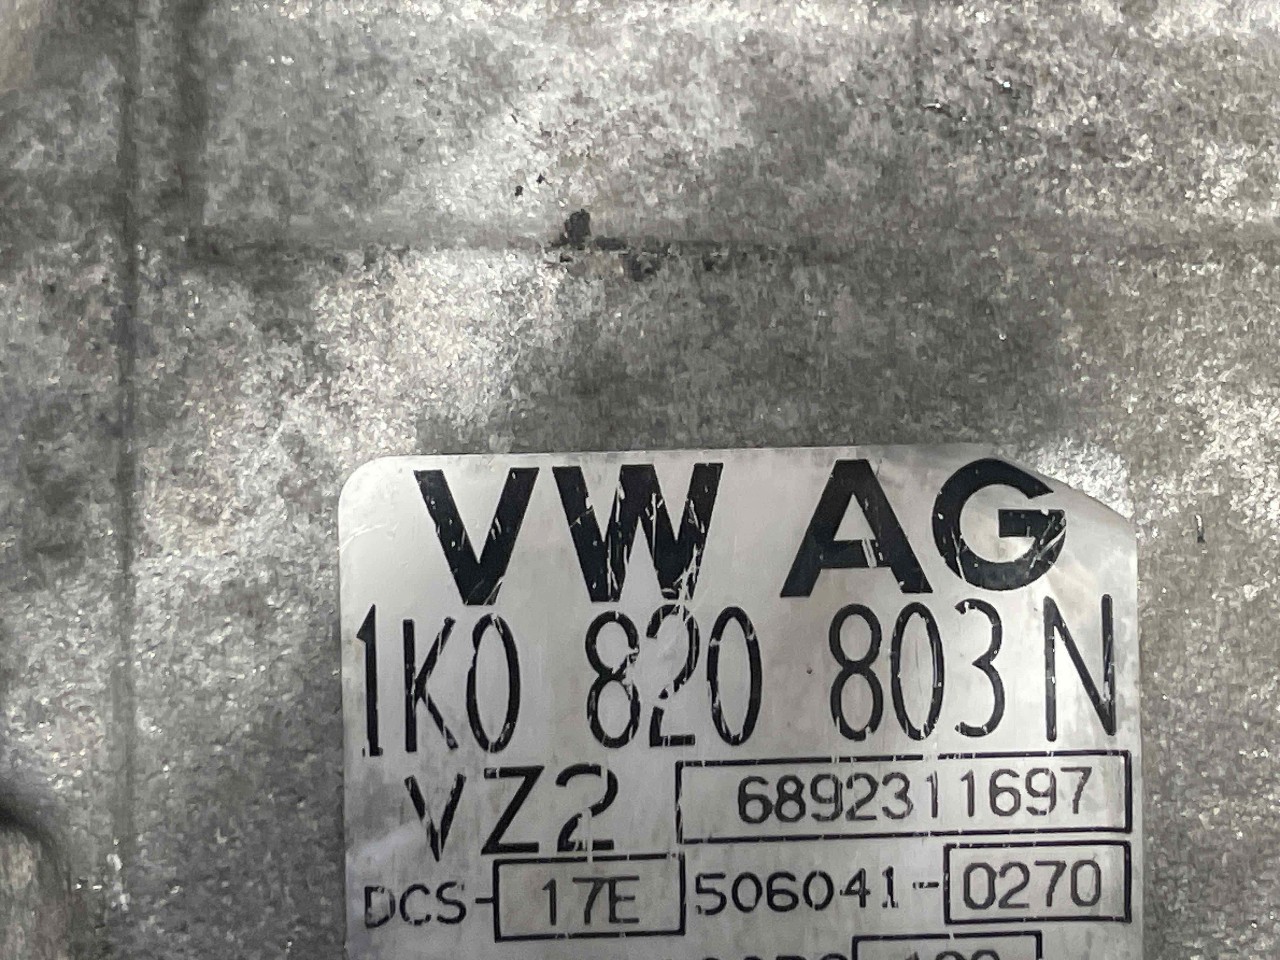 VW AG
1K0 820 803 N
VZ2 6892311697
DCS-17E 506041-0270